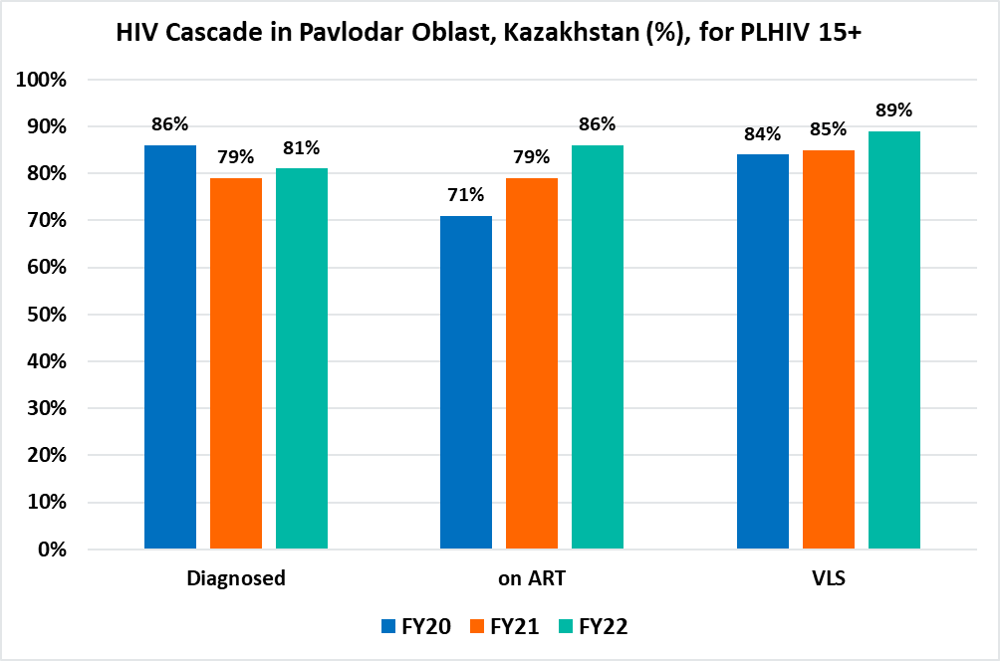 HIV Cascade in Pavlodar Oblast, Kazakhstan (%), for PLHIV 15+
100%
90%
80%
70%
60%
50%
40%
30%
20%
10%
0%
86%
79%
81%
71%
79%
86%
84%
85%
89%
Diagnosed
on ART
VLS
FY20
FY21
FY22